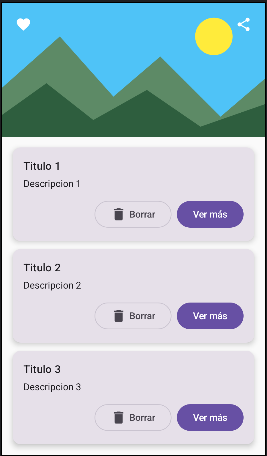 Titulo 1
Descripcion 1
Borrar Ver más
Titulo 2
Descripcion 2
Borrar Ver más
Titulo 3
Descripcion 3
Borrar Ver más